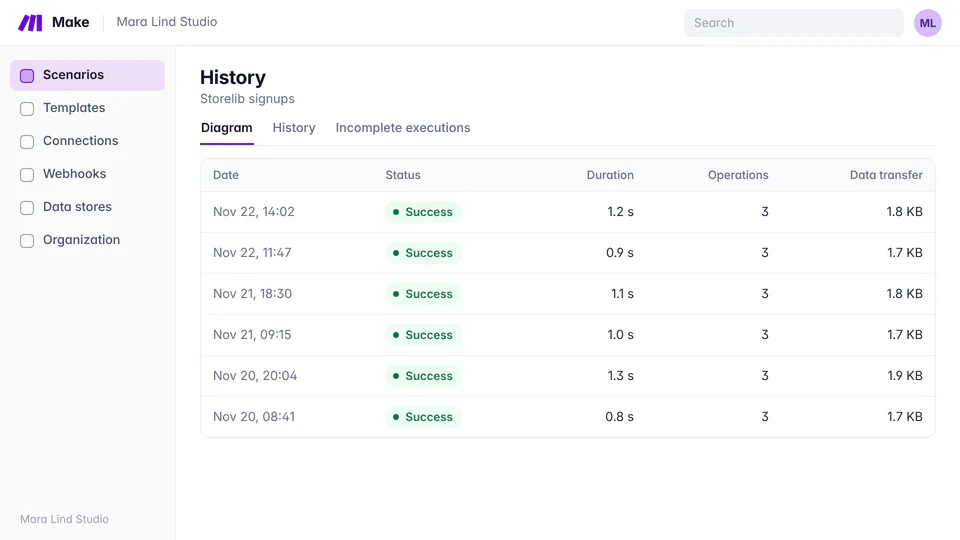 Make Mara Lind Studio Search ML
Scenarios
Templates
Connections
Webhooks
Data stores
Organization
Mara Lind Studio
History
Storelib signups
Diagram History Incomplete executions
Date Status Duration Operations Data transfer
Nov 22, 14:02 Success 1.2 s 3 1.8 KB
Nov 22, 11:47 Success 0.9 s 3 1.7 KB
Nov 21, 18:30 Success 1.1 s 3 1.8 KB
Nov 21, 09:15 Success 1.0 s 3 1.7 KB
Nov 20, 20:04 Success 1.3 s 3 1.9 KB
Nov 20, 08:41 Success 0.8 s 3 1.7 KB